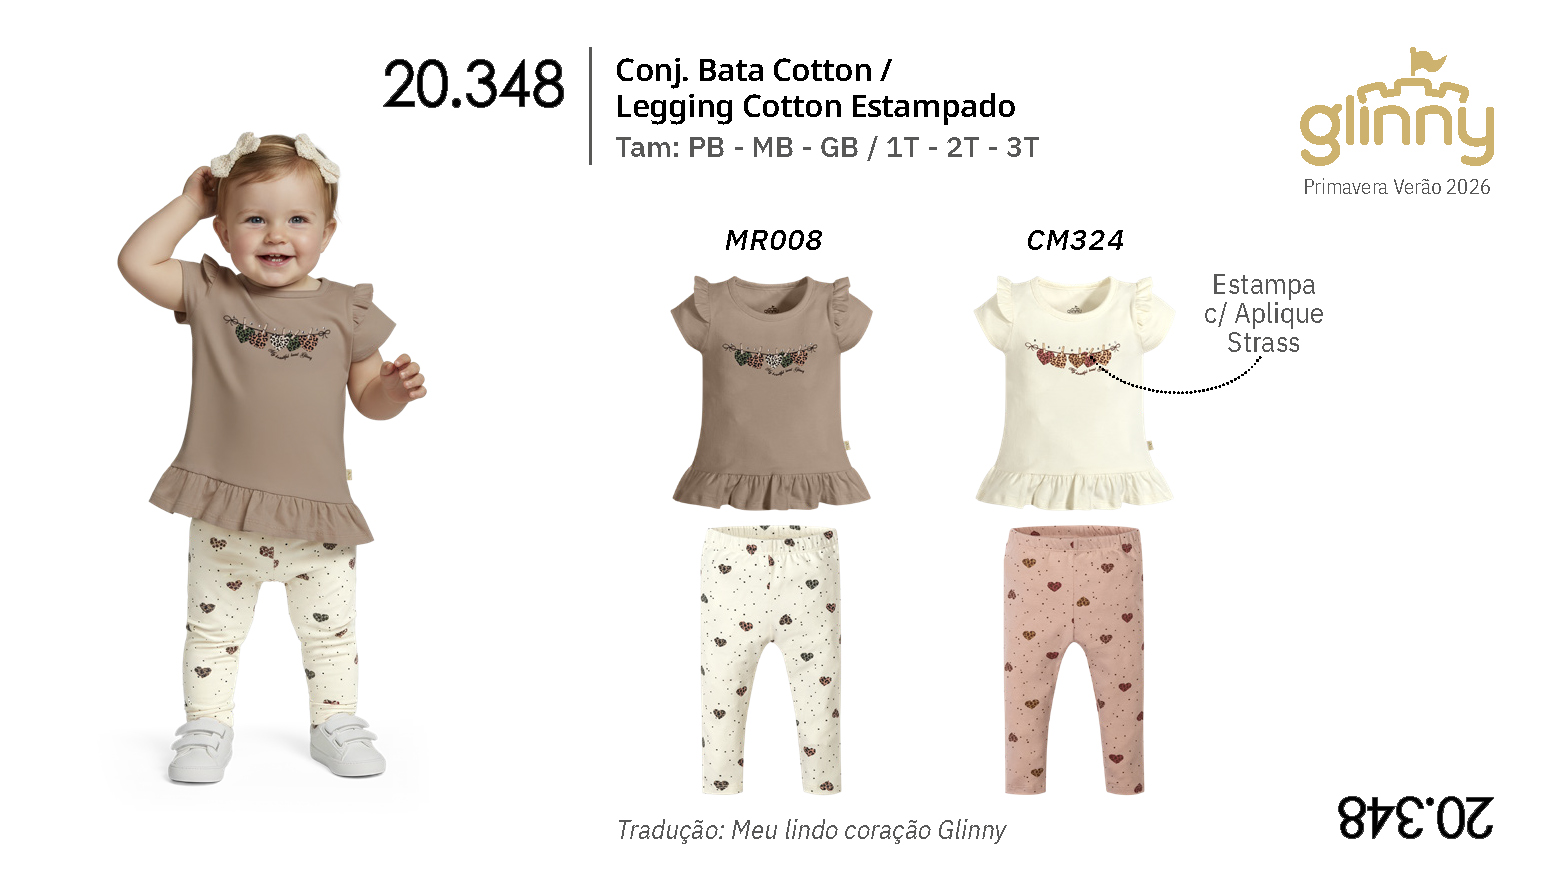 20.348
Conj. Bata Cotton /
Legging Cotton Estampado
Tam: PB - MB - GB / 1T - 2T - 3T
glinny
Primavera Verão 2026
MR008
CM324
Estampa
c/ Aplique
Strass
Tradução: Meu lindo coração Glinny
20.348